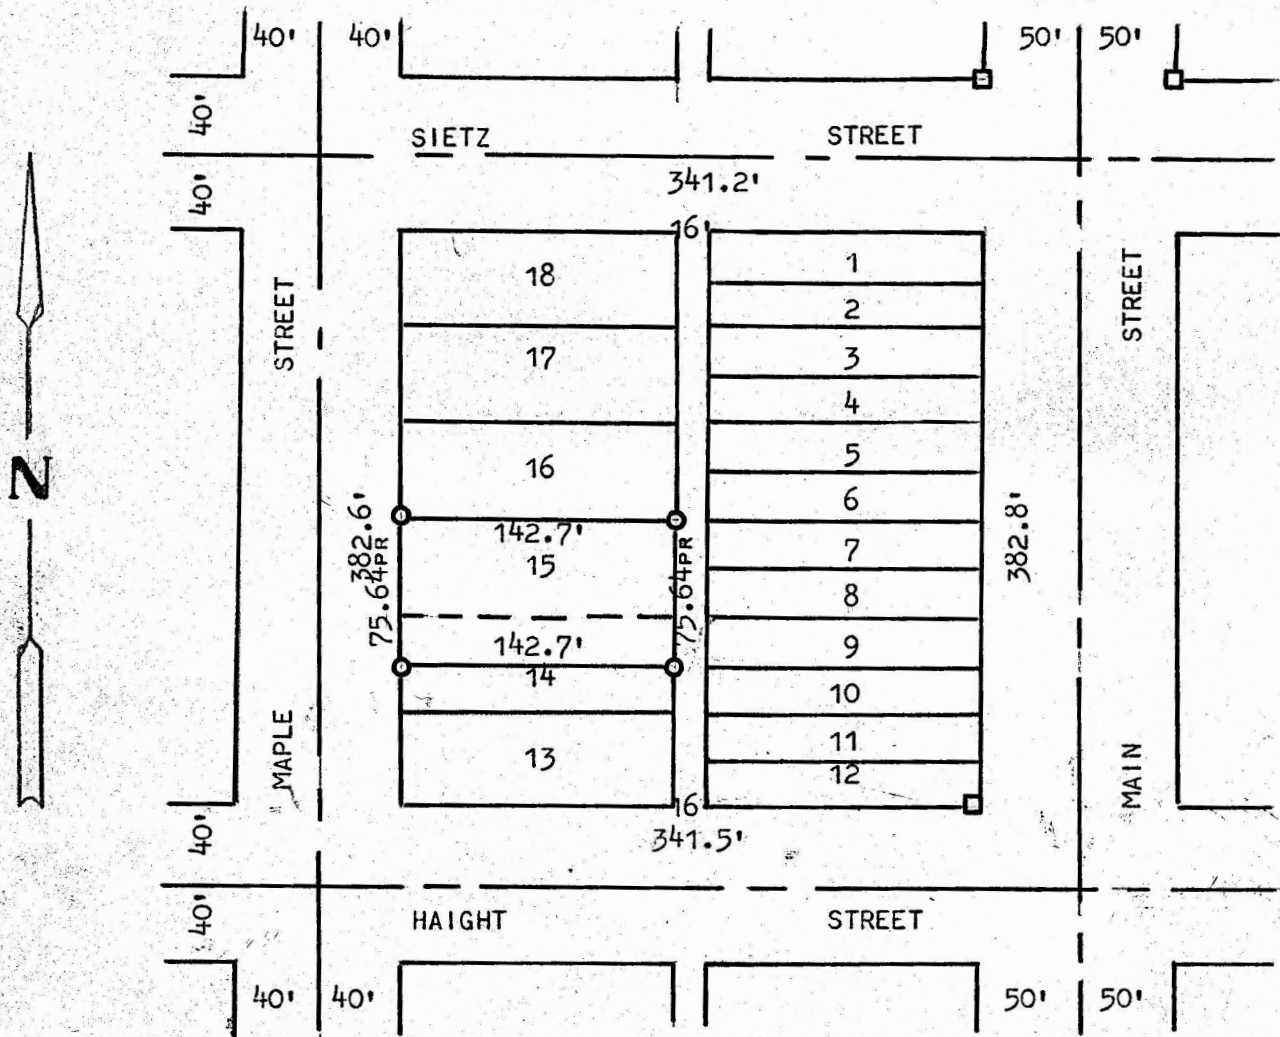 40' 40' 50' 50'
40'
SIETZ STREET
40'
341.2'
16'
STREET
STREET
18
1
2
17
3
4
N
16
5
6
382.6'
382.8'
142.7'
75.64PR
75.64PR
15
7
8
142.7'
14
9
10
MAPLE
MAIN
13
11
12
16
40'
341.5'
40'
HAIGHT STREET
40' 40' 50' 50'